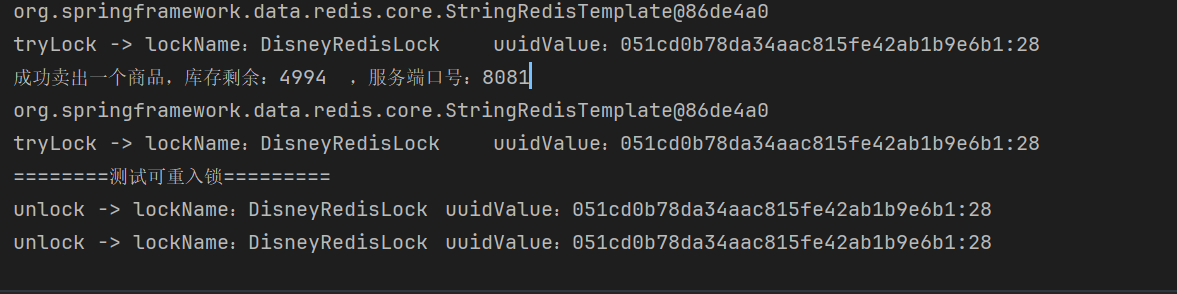 org.springframework.data.redis.core.StringRedisTemplate@86de4a0
tryLock -> lockName：DisneyRedisLock    uuidValue：051cd0b78da34aac815fe42ab1b9e6b1:28
成功卖出一个商品，库存剩余：4994  ，服务端口号：8081
org.springframework.data.redis.core.StringRedisTemplate@86de4a0
tryLock -> lockName：DisneyRedisLock    uuidValue：051cd0b78da34aac815fe42ab1b9e6b1:28
========测试可重入锁=========
unlock -> lockName：DisneyRedisLock uuidValue：051cd0b78da34aac815fe42ab1b9e6b1:28
unlock -> lockName：DisneyRedisLock uuidValue：051cd0b78da34aac815fe42ab1b9e6b1:28